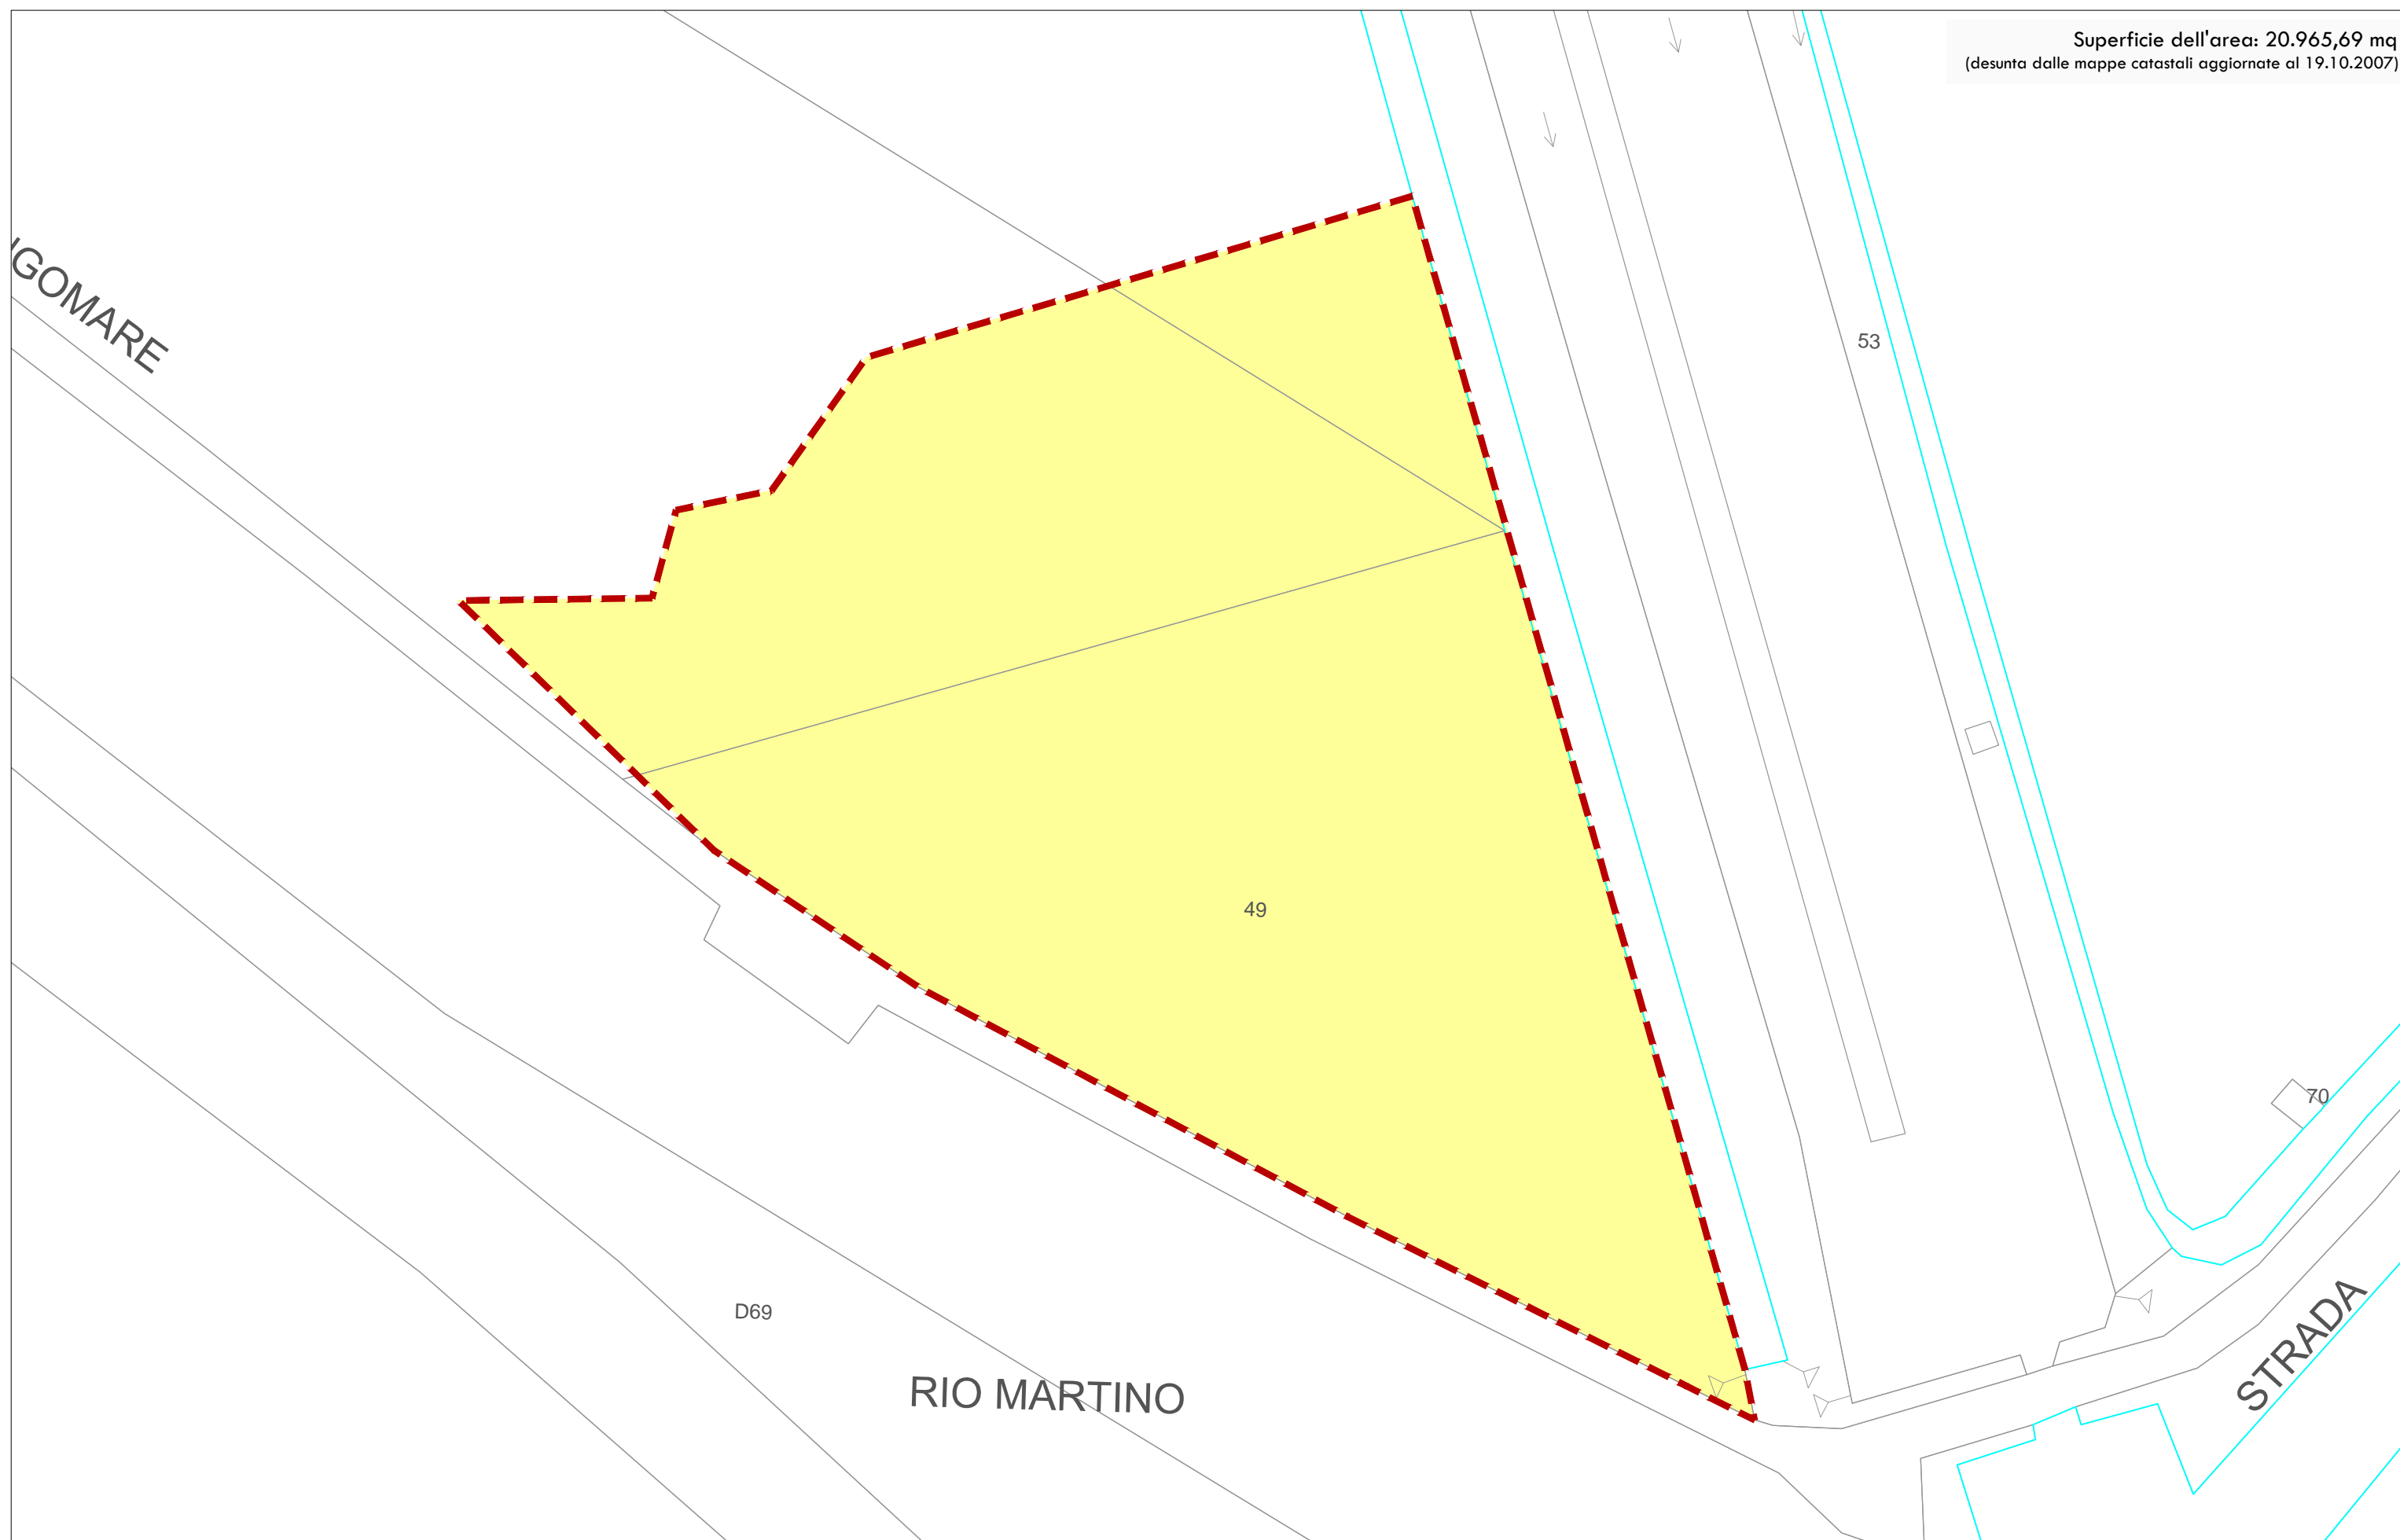 Superficie dell'area: 20.965,69 mq
(desunta dalle mappe catastali aggiornate al 19.10.2007)
NGOMARE
53
49
70
D69
RIO MARTINO
STRADA